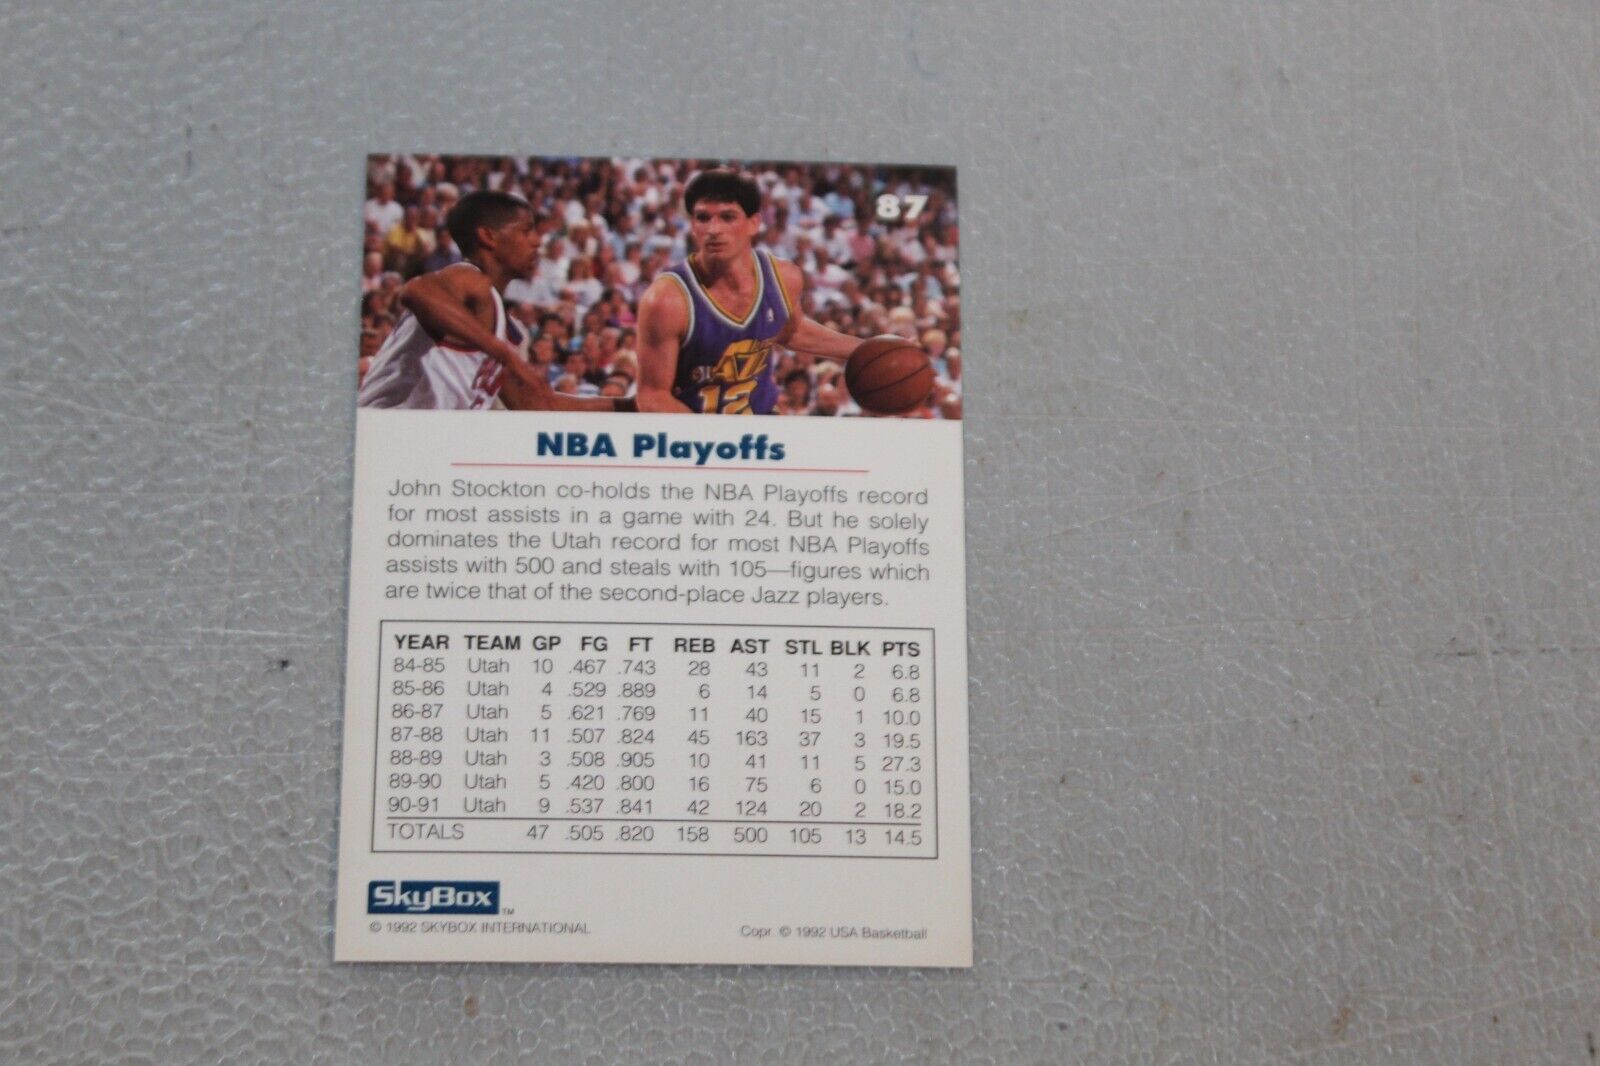 87
JAZZ
12
NBA Playoffs
John Stockton co-holds the NBA Playoffs record
for most assists in a game with 24. But he solely
dominates the Utah record for most NBA Playoffs
assists with 500 and steals with 105—figures which
are twice that of the second-place Jazz players.
YEAR TEAM GP FG FT REB AST STL BLK PTS
84-85 Utah 10 .467 .743 28 43 11 2 6.8
85-86 Utah 4 .529 .889 6 14 5 0 6.8
86-87 Utah 5 .621 .769 11 40 15 1 10.0
87-88 Utah 11 .507 .824 45 163 37 3 19.5
88-89 Utah 3 .508 .905 10 41 11 5 27.3
89-90 Utah 5 .420 .800 16 75 6 0 15.0
90-91 Utah 9 .537 .841 42 124 20 2 18.2
TOTALS 47 .505 .820 158 500 105 13 14.5
SkyBox TM
© 1992 SKYBOX INTERNATIONAL
Copr. © 1992 USA Basketball